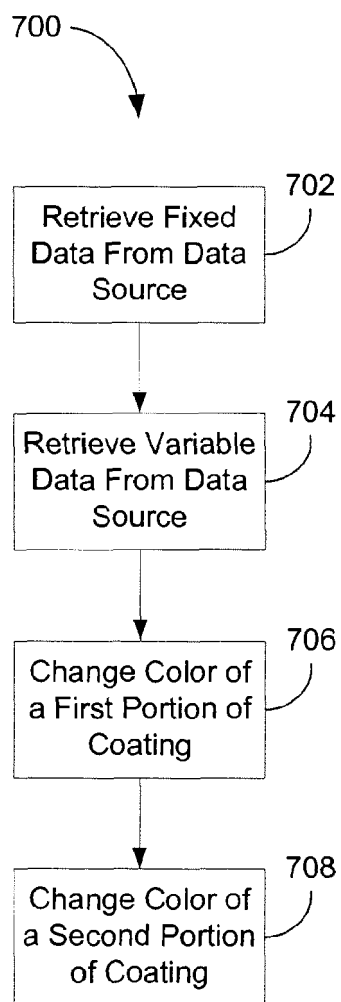 700
702
Retrieve Fixed
Data From Data
Source
704
Retrieve Variable
Data From Data
Source
706
Change Color of
a First Portion of
Coating
708
Change Color of
a Second Portion
of Coating